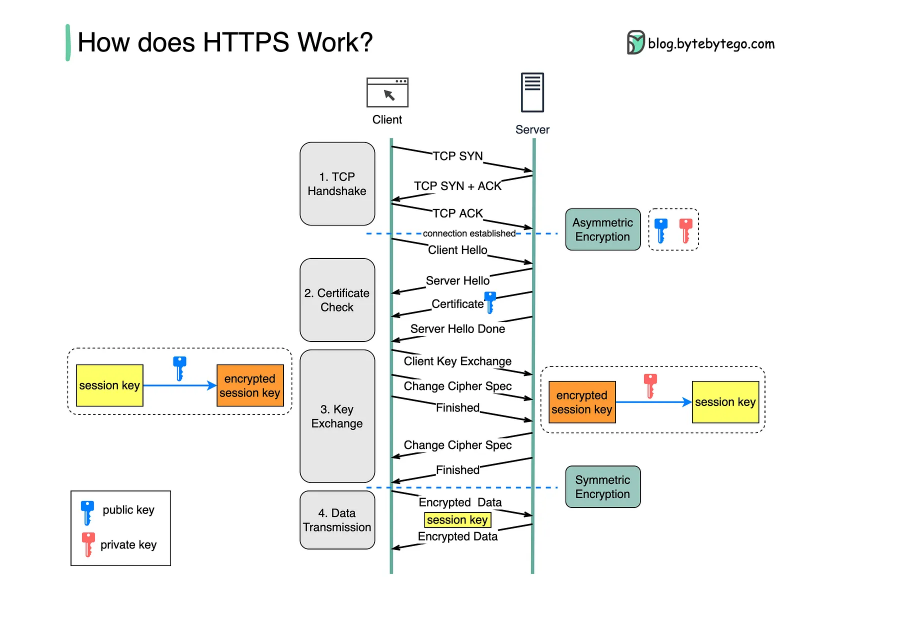 How does HTTPS Work?
blog.bytebytego.com
Client
Server
1. TCP
Handshake
TCP SYN
TCP SYN + ACK
TCP ACK
connection established
Asymmetric
Encryption
Client Hello
2. Certificate
Check
Server Hello
Certificate
Server Hello Done
session key
encrypted
session key
3. Key
Exchange
Client Key Exchange
Change Cipher Spec
Finished
Change Cipher Spec
Finished
encrypted
session key
session key
Symmetric
Encryption
4. Data
Transmission
Encrypted Data
session key
Encrypted Data
public key
private key